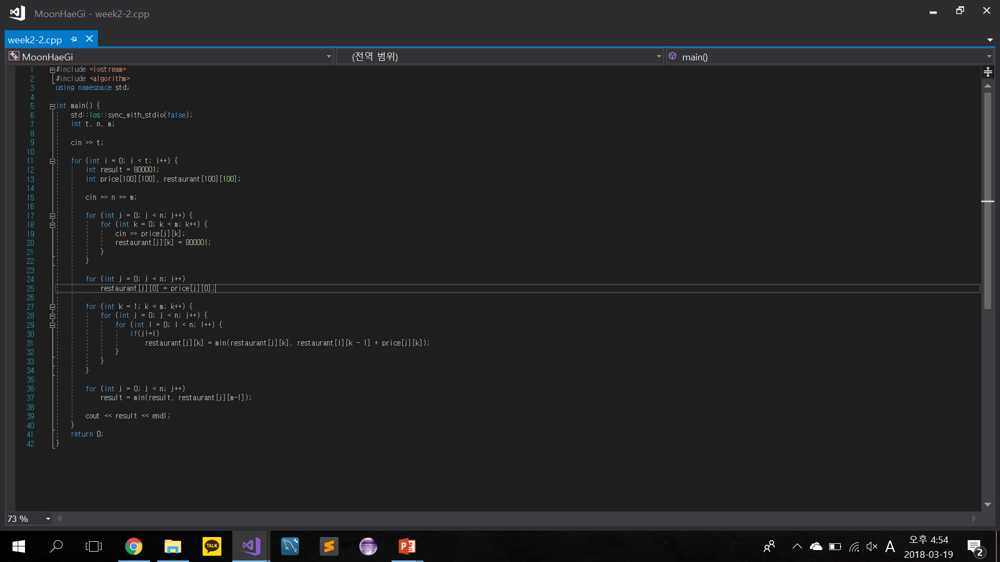 MoonHaeGi - week2-2.cpp
week2-2.cpp
MoonHaeGi (전역 범위) main()
1 #include <iostream>
2 #include <algorithm>
3 using namespace std;
4
5 int main() {
6 std::ios::sync_with_stdio(false);
7 int t, n, m;
8
9 cin >> t;
10
11 for (int i = 0; i < t; i++) {
12 int result = 800001;
13 int price[100][100], restaurant[100][100];
14
15 cin >> n >> m;
16
17 for (int j = 0; j < n; j++) {
18 for (int k = 0; k < m; k++) {
19 cin >> price[j][k];
20 restaurant[j][k] = 800001;
21 }
22 }
23
24 for (int j = 0; j < n; j++)
25 restaurant[j][0] = price[j][0];
26
27 for (int k = 1; k < m; k++) {
28 for (int j = 0; j < n; j++) {
29 for (int l = 0; l < n; l++) {
30 if(j!=l)
31 restaurant[j][k] = min(restaurant[j][k], restaurant[l][k - 1] + price[j][k]);
32 }
33 }
34 }
35
36 for (int j = 0; j < n; j++)
37 result = min(result, restaurant[j][m-1]);
38
39 cout << result << endl;
40 }
41 return 0;
42 }
73 %
TALK
A
오후 4:54
2018-03-19
2